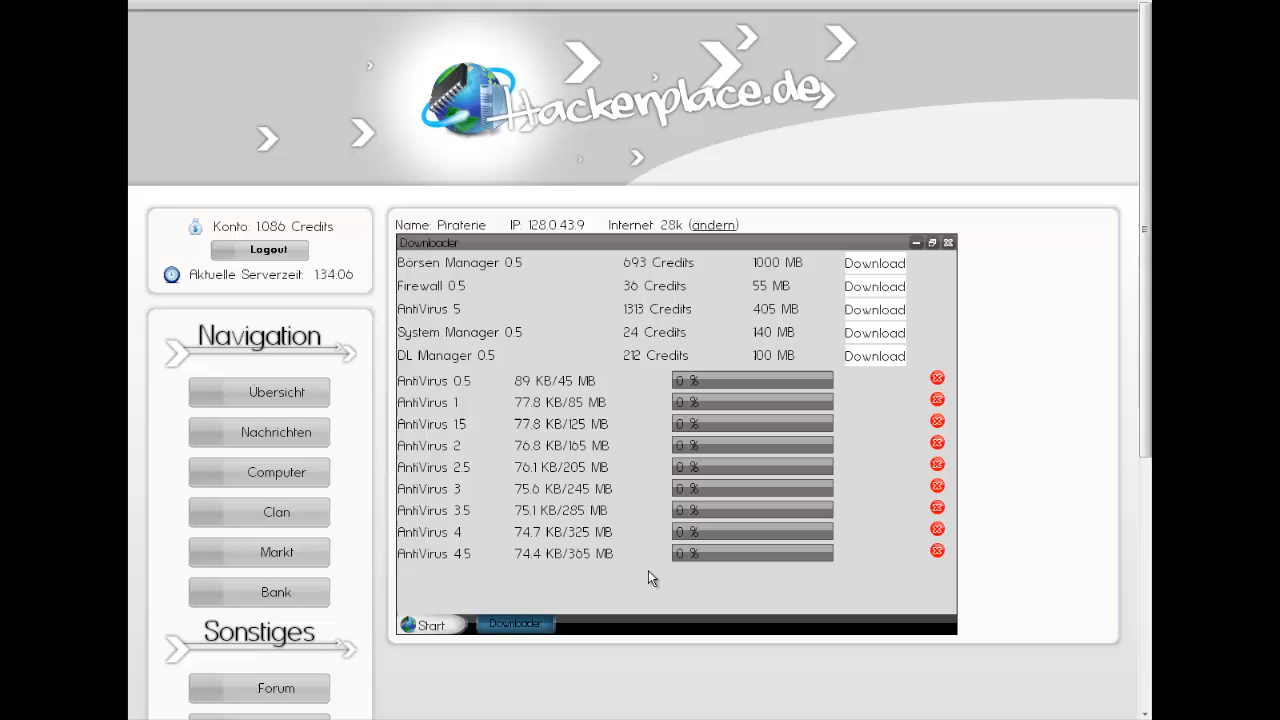 Hackerplace.de
Konto: 1086 Credits
Logout
Aktuelle Serverzeit: 1:34:06
Navigation
Übersicht
Nachrichten
Computer
Clan
Markt
Bank
Sonstiges
Forum
Name: Piraterie IP: 128.0.43.9 Internet: 28k (ändern)
Downloader
Börsen Manager 0.5 693 Credits 1000 MB Download
Firewall 0.5 36 Credits 55 MB Download
AntiVirus 5 1313 Credits 405 MB Download
System Manager 0.5 24 Credits 140 MB Download
DL Manager 0.5 212 Credits 100 MB Download
AntiVirus 0.5 89 KB/45 MB 0 %
AntiVirus 1 77.8 KB/85 MB 0 %
AntiVirus 1.5 77.8 KB/125 MB 0 %
AntiVirus 2 76.8 KB/165 MB 0 %
AntiVirus 2.5 76.1 KB/205 MB 0 %
AntiVirus 3 75.6 KB/245 MB 0 %
AntiVirus 3.5 75.1 KB/285 MB 0 %
AntiVirus 4 74.7 KB/325 MB 0 %
AntiVirus 4.5 74.4 KB/365 MB 0 %
Start Downloader